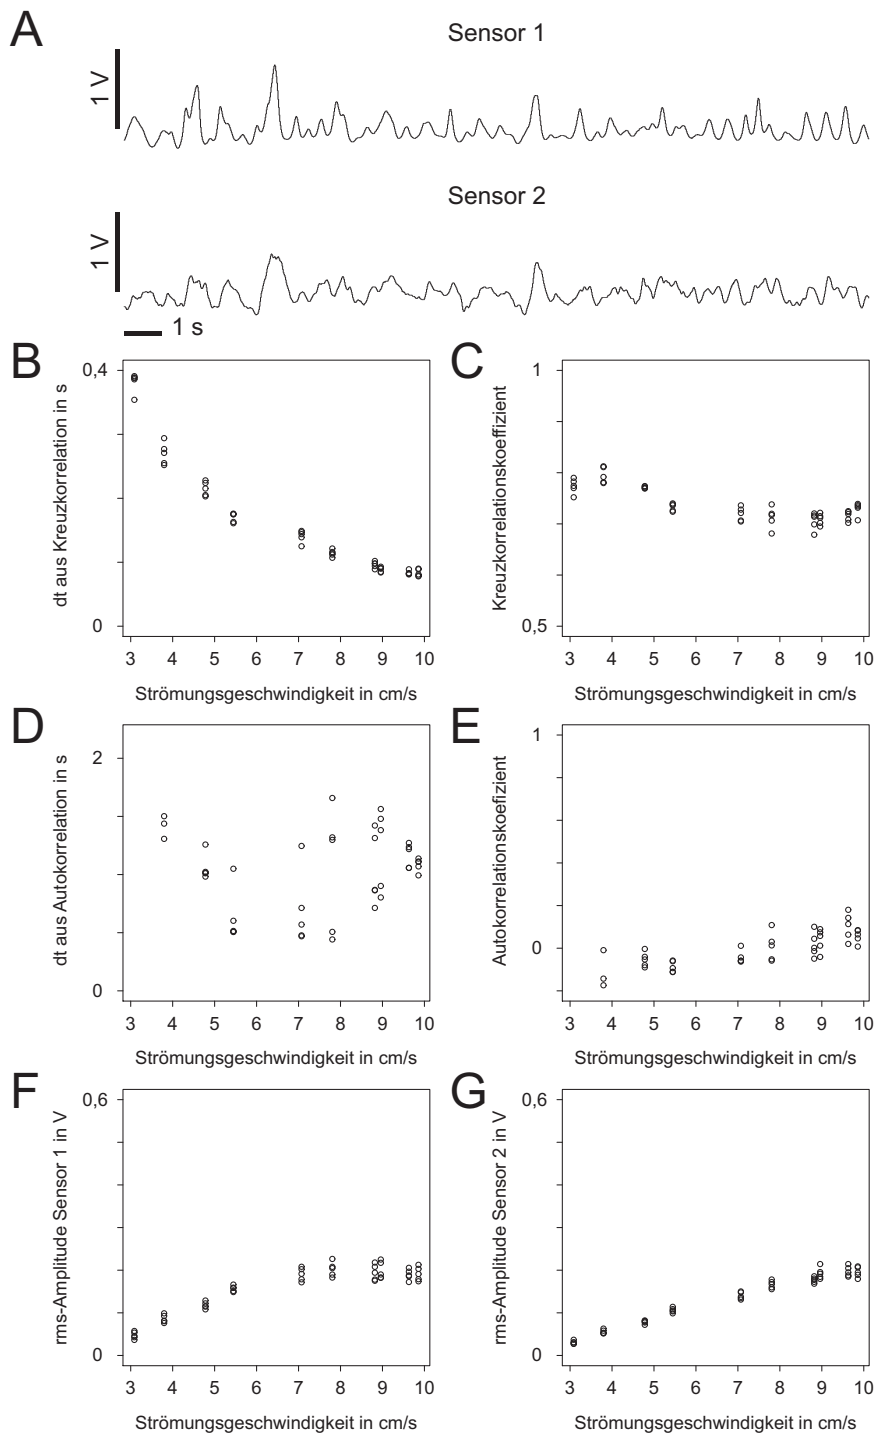 A
Sensor 1
1 V
Sensor 2
1 V
1 s
B
dt aus Kreuzkorrelation in s
0,4
0
3 4 5 6 7 8 9 10
Strömungsgeschwindigkeit in cm/s
C
Kreuzkorrelationskoeffizient
1
0,5
3 4 5 6 7 8 9 10
Strömungsgeschwindigkeit in cm/s
D
dt aus Autokorrelation in s
2
1
0
3 4 5 6 7 8 9 10
Strömungsgeschwindigkeit in cm/s
E
Autokorrelationskoefizient
1
0
3 4 5 6 7 8 9 10
Strömungsgeschwindigkeit in cm/s
F
rms-Amplitude Sensor 1 in V
0,6
0
3 4 5 6 7 8 9 10
Strömungsgeschwindigkeit in cm/s
G
rms-Amplitude Sensor 2 in V
0,6
0
3 4 5 6 7 8 9 10
Strömungsgeschwindigkeit in cm/s